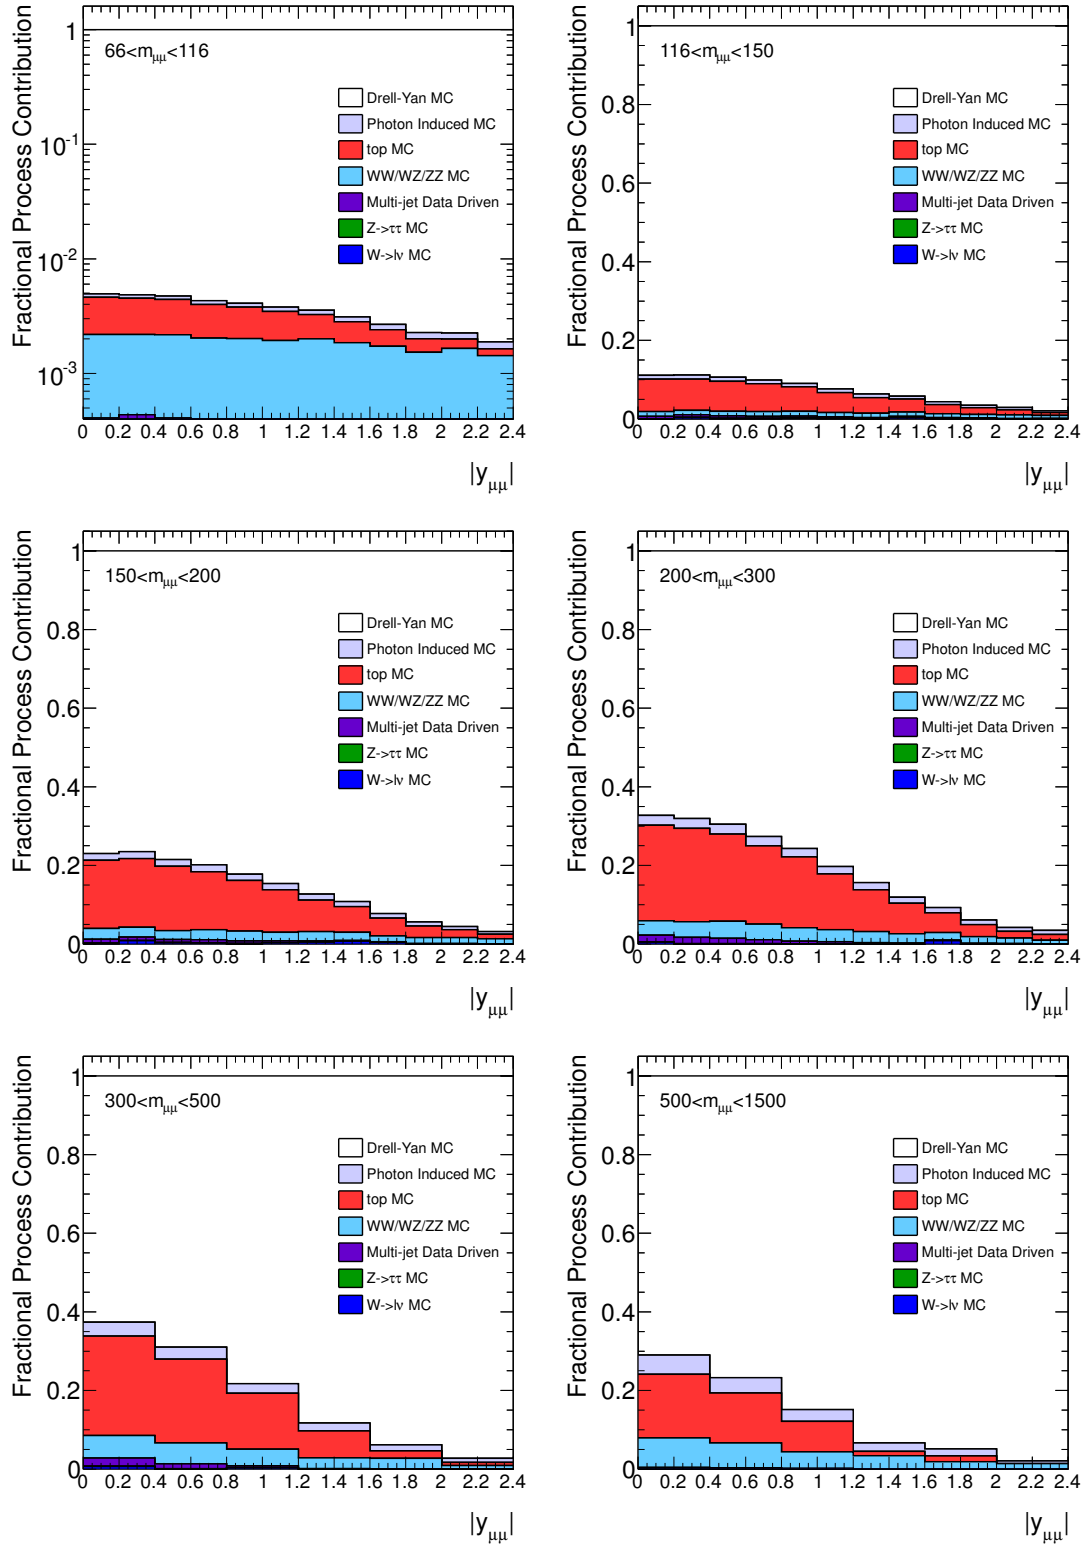 Fractional Process Contribution
66<m_μμ<116
Drell-Yan MC
Photon Induced MC
top MC
WW/WZ/ZZ MC
Multi-jet Data Driven
Z->ττ MC
W->lν MC
1
10^-1
10^-2
10^-3
0 0.2 0.4 0.6 0.8 1 1.2 1.4 1.6 1.8 2 2.2 2.4
|y_μμ|
Fractional Process Contribution
116<m_μμ<150
Drell-Yan MC
Photon Induced MC
top MC
WW/WZ/ZZ MC
Multi-jet Data Driven
Z->ττ MC
W->lν MC
1
0.8
0.6
0.4
0.2
0
0 0.2 0.4 0.6 0.8 1 1.2 1.4 1.6 1.8 2 2.2 2.4
|y_μμ|
Fractional Process Contribution
150<m_μμ<200
Drell-Yan MC
Photon Induced MC
top MC
WW/WZ/ZZ MC
Multi-jet Data Driven
Z->ττ MC
W->lν MC
1
0.8
0.6
0.4
0.2
0
0 0.2 0.4 0.6 0.8 1 1.2 1.4 1.6 1.8 2 2.2 2.4
|y_μμ|
Fractional Process Contribution
200<m_μμ<300
Drell-Yan MC
Photon Induced MC
top MC
WW/WZ/ZZ MC
Multi-jet Data Driven
Z->ττ MC
W->lν MC
1
0.8
0.6
0.4
0.2
0
0 0.2 0.4 0.6 0.8 1 1.2 1.4 1.6 1.8 2 2.2 2.4
|y_μμ|
Fractional Process Contribution
300<m_μμ<500
Drell-Yan MC
Photon Induced MC
top MC
WW/WZ/ZZ MC
Multi-jet Data Driven
Z->ττ MC
W->lν MC
1
0.8
0.6
0.4
0.2
0
0 0.2 0.4 0.6 0.8 1 1.2 1.4 1.6 1.8 2 2.2 2.4
|y_μμ|
Fractional Process Contribution
500<m_μμ<1500
Drell-Yan MC
Photon Induced MC
top MC
WW/WZ/ZZ MC
Multi-jet Data Driven
Z->ττ MC
W->lν MC
1
0.8
0.6
0.4
0.2
0
0 0.2 0.4 0.6 0.8 1 1.2 1.4 1.6 1.8 2 2.2 2.4
|y_μμ|